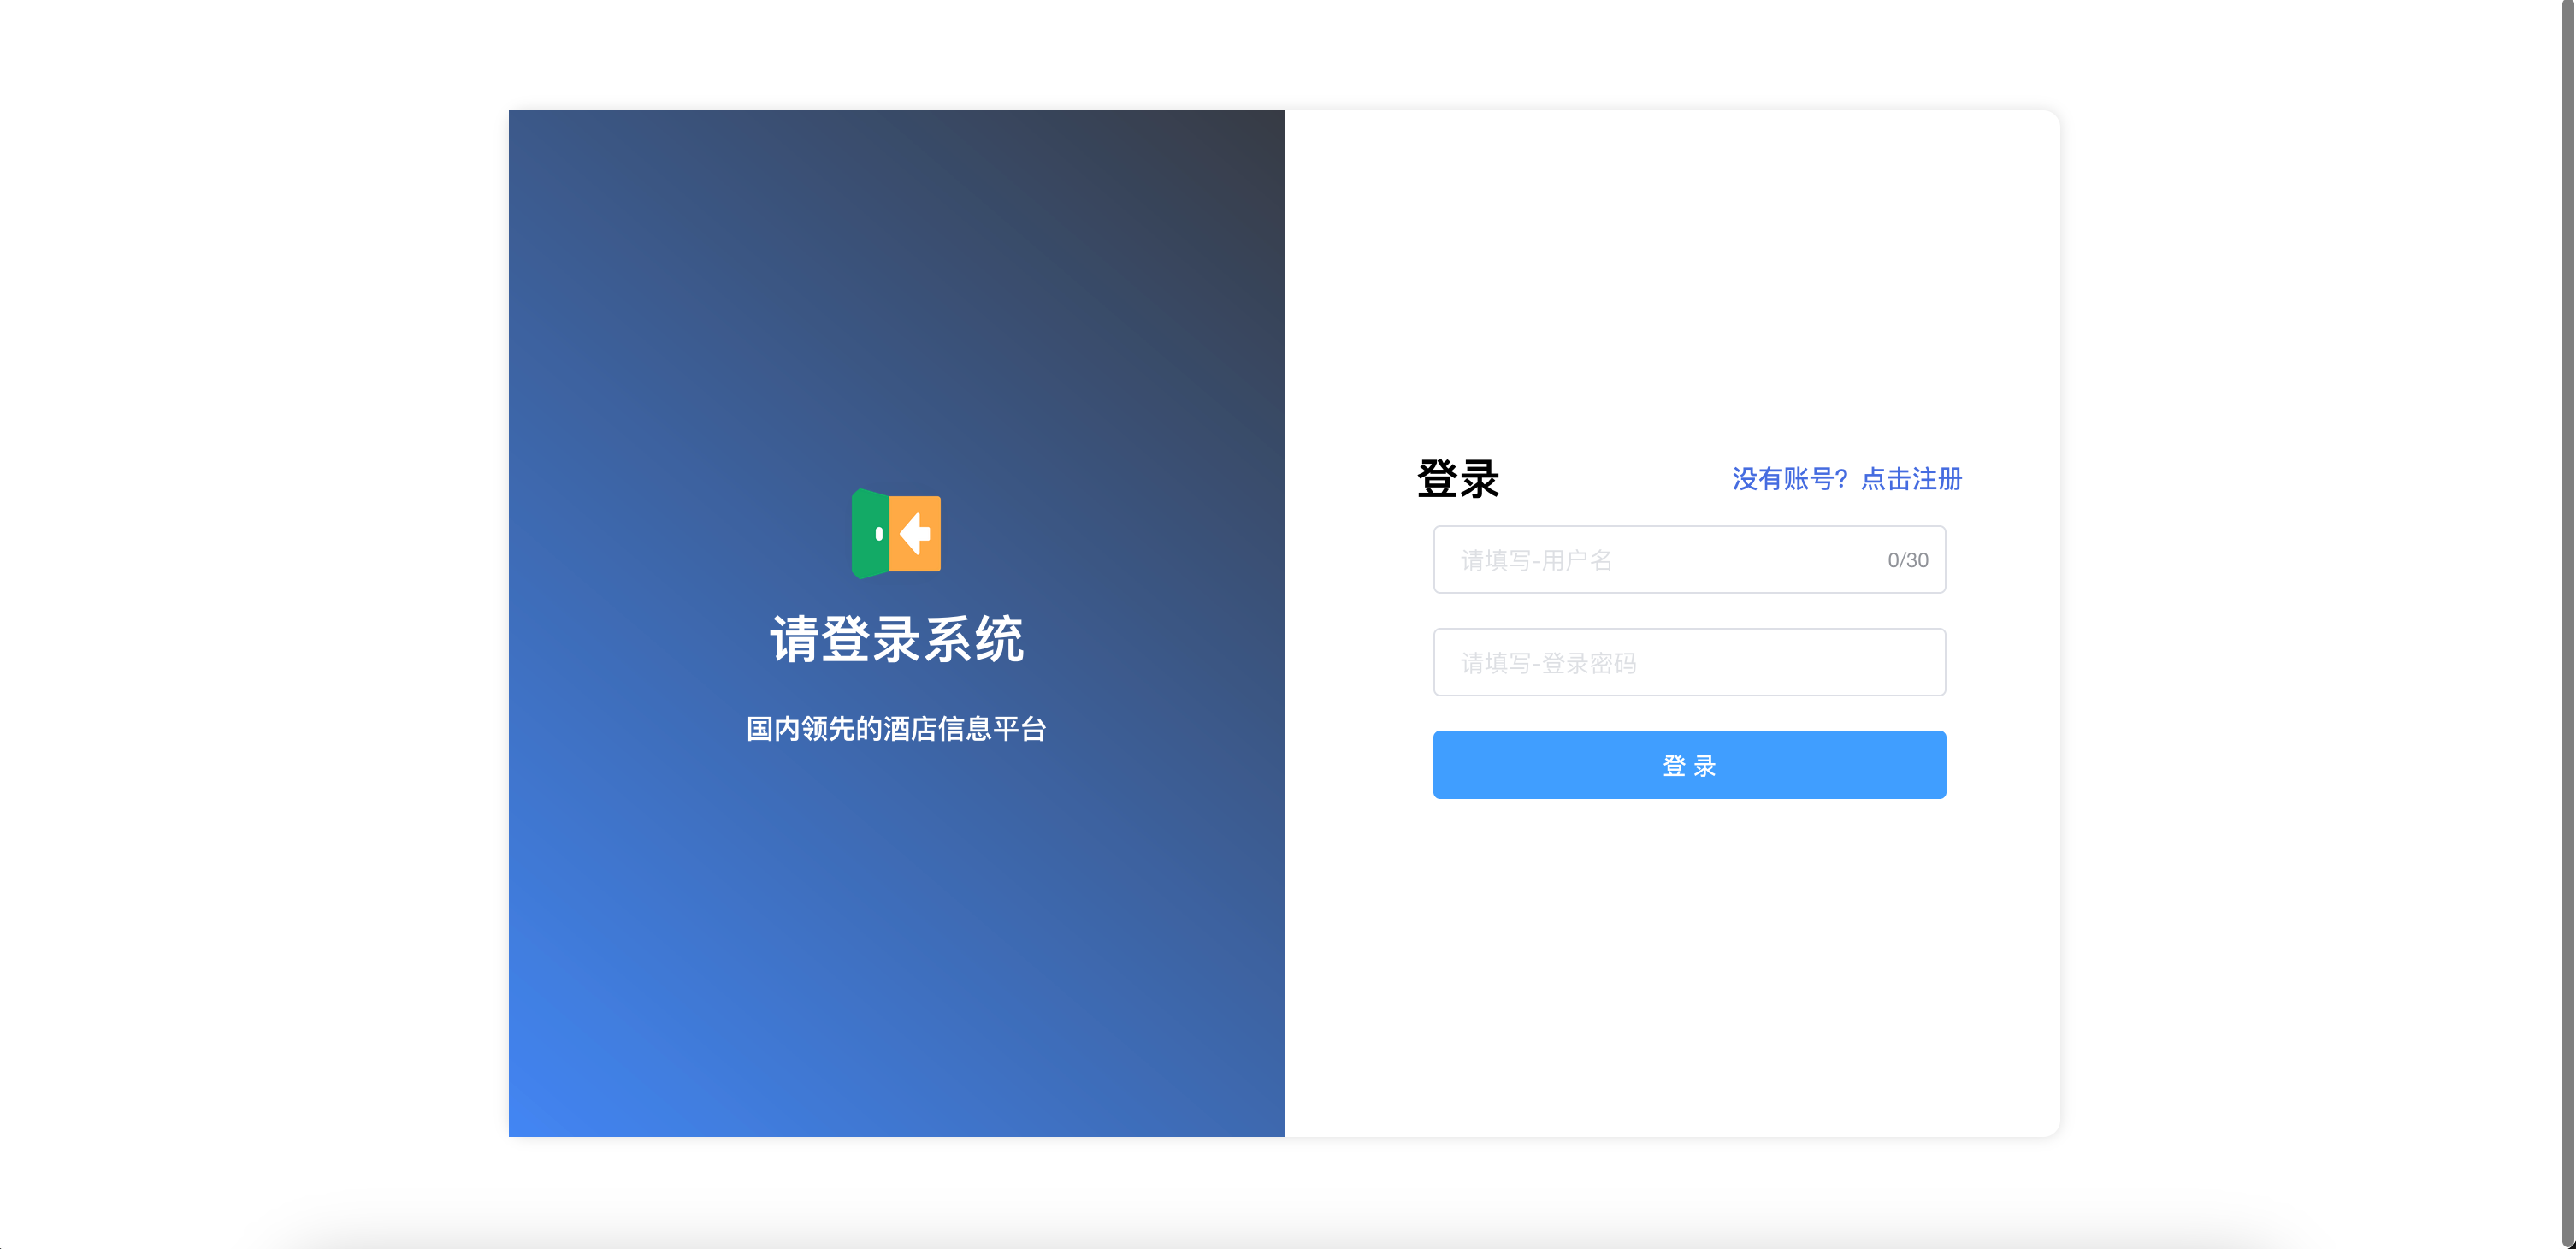 请登录系统
国内领先的酒店信息平台
登录
没有账号？点击注册
请填写-用户名
0/30
请填写-登录密码
登 录